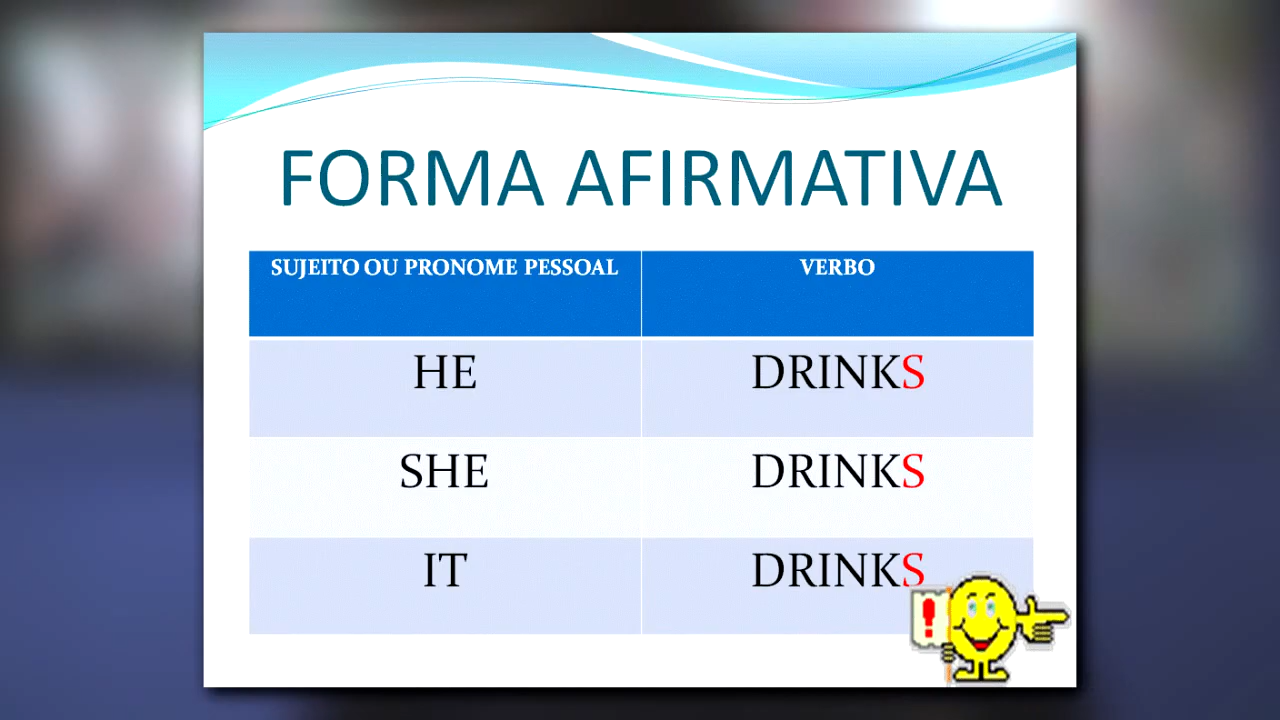 FORMA AFIRMATIVA
SUJEITO OU PRONOME PESSOAL VERBO
HE DRINKS
SHE DRINKS
IT DRINKS
!